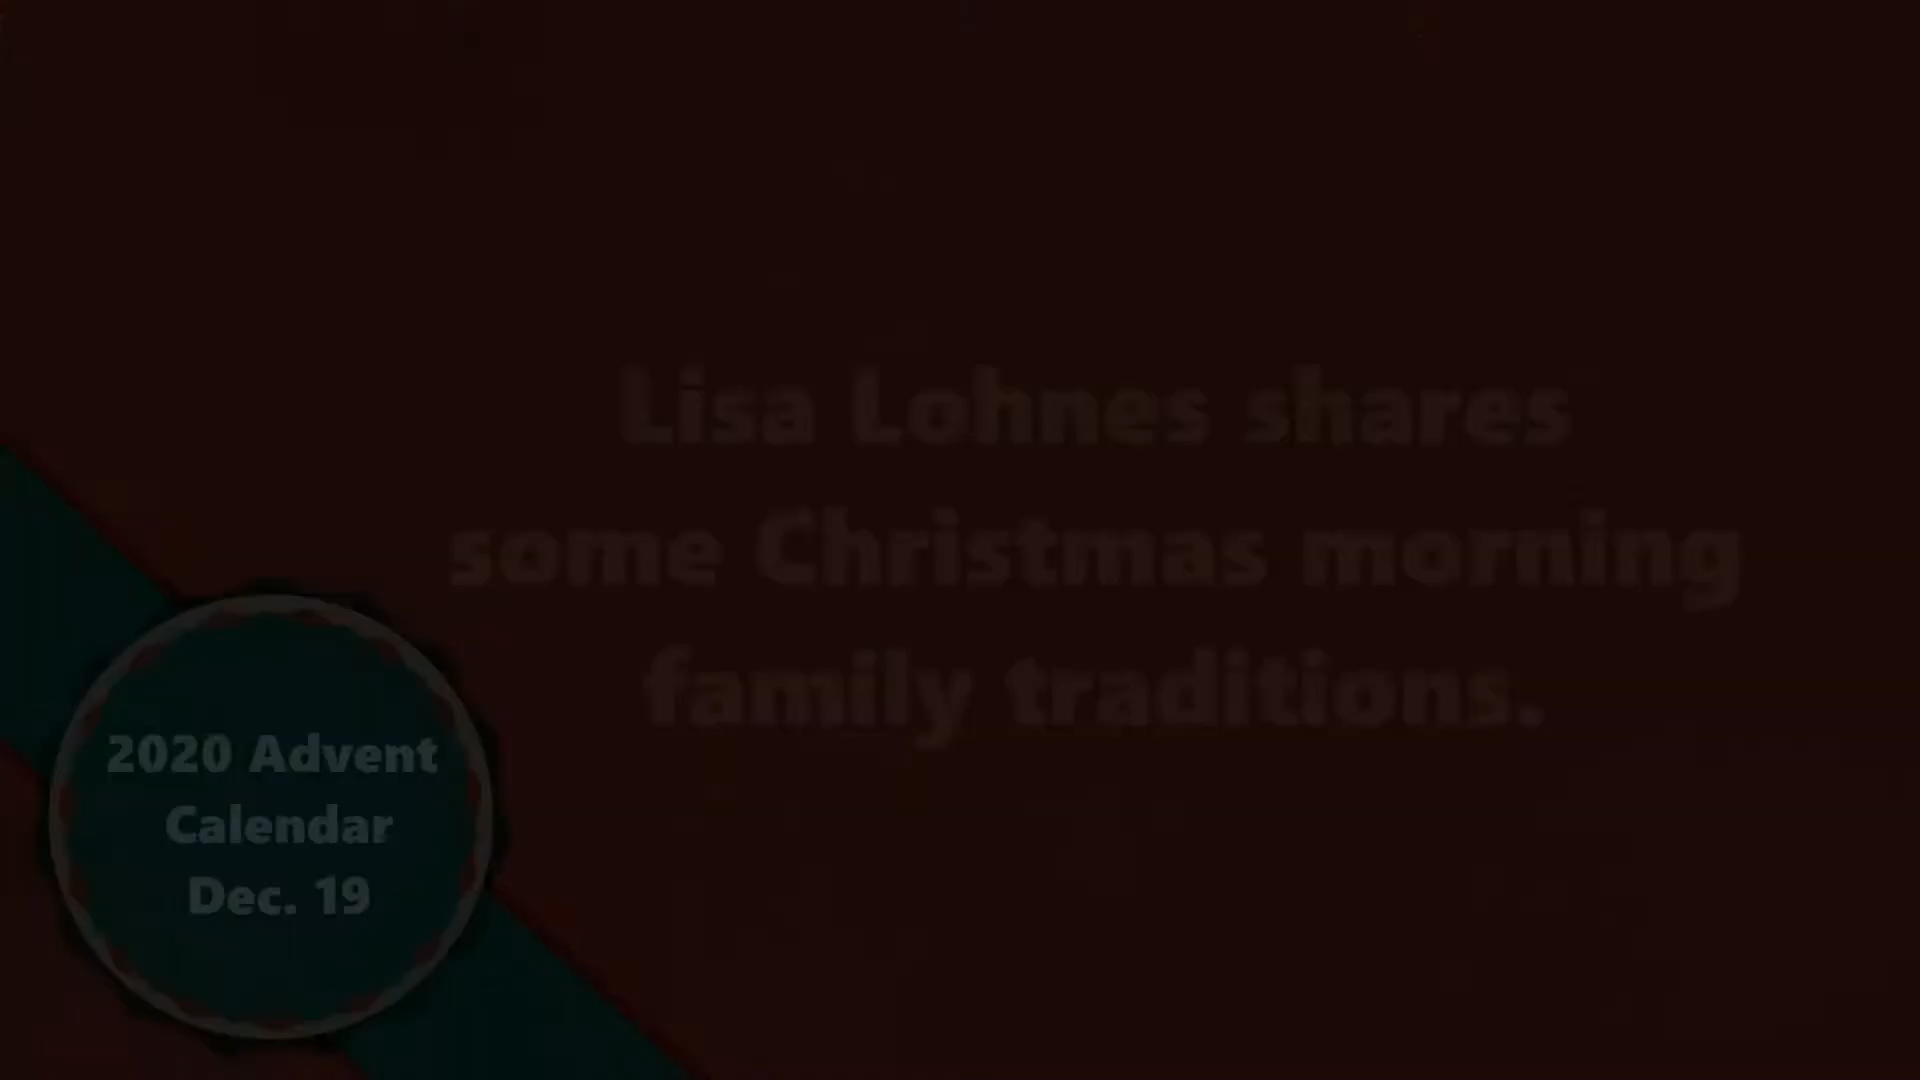 Lisa Lohnes shares
some Christmas morning
family traditions.
2020 Advent
Calendar
Dec. 19